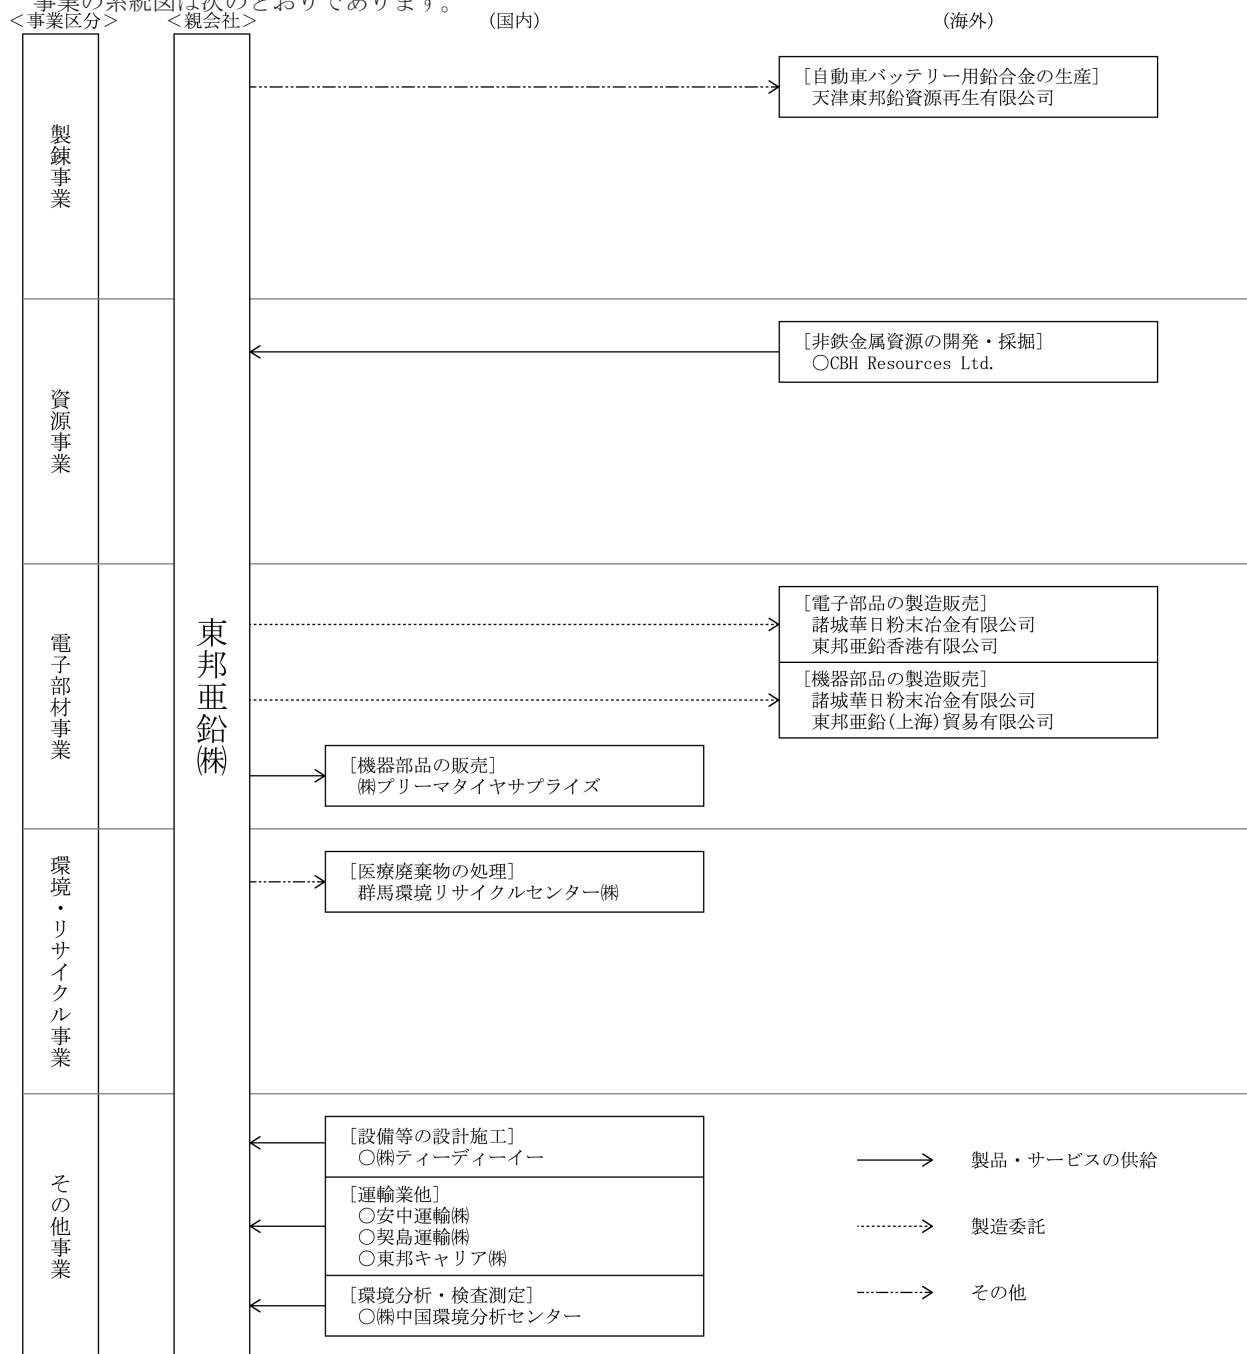 事業の系統図は次のとおりであります。
＜事業区分＞ ＜親会社＞ (国内) (海外)
製錬事業
[自動車バッテリー用鉛合金の生産]
天津東邦鉛資源再生有限公司
資源事業
[非鉄金属資源の開発・採掘]
○CBH Resources Ltd.
東邦亜鉛㈱
電子部材事業
[電子部品の製造販売]
諸城華日粉末冶金有限公司
東邦亜鉛香港有限公司
[機器部品の製造販売]
諸城華日粉末冶金有限公司
東邦亜鉛(上海)貿易有限公司
[機器部品の販売]
㈱プリーマタイヤサプライズ
環境・リサイクル事業
[医療廃棄物の処理]
群馬環境リサイクルセンター㈱
その他事業
[設備等の設計施工]
○㈱ティーディーイー
[運輸業他]
○安中運輸㈱
○契島運輸㈱
○東邦キャリア㈱
[環境分析・検査測定]
○㈱中国環境分析センター
製品・サービスの供給
製造委託
その他